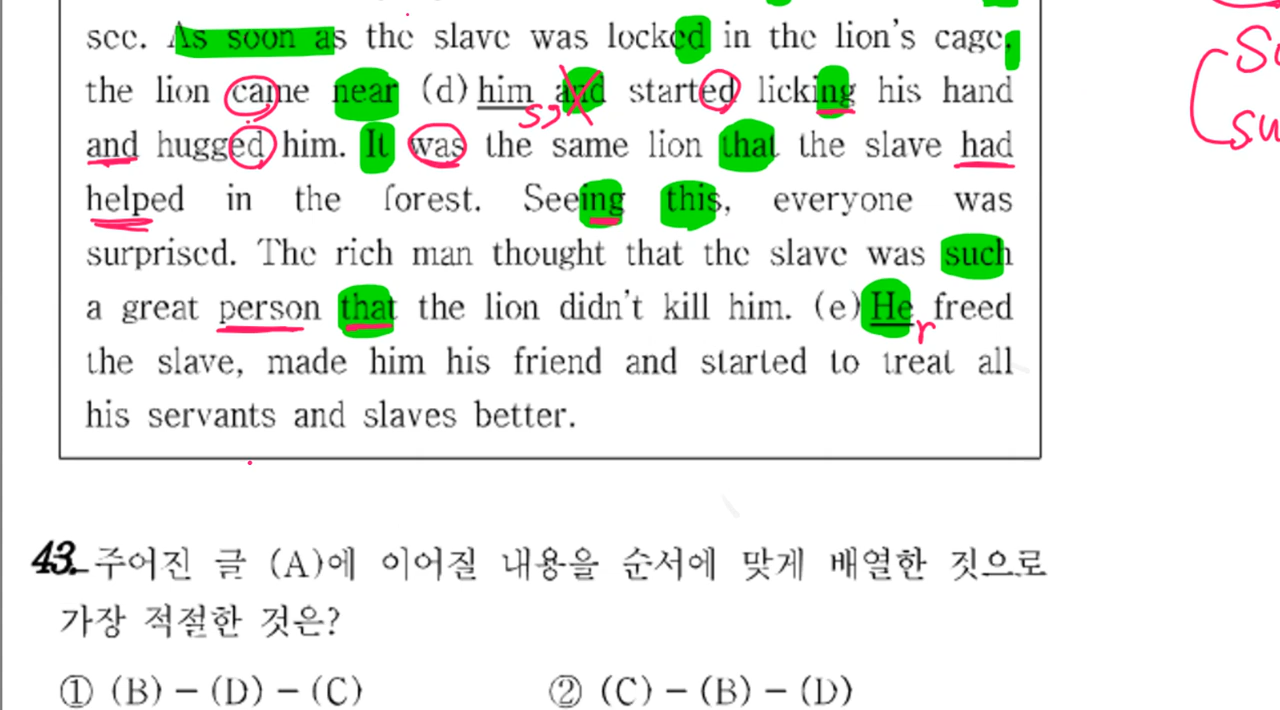 see. As soon as the slave was locked in the lion's cage,
the lion came near (d) him and started licking his hand
s,
and hugged him. It was the same lion that the slave had
helped in the forest. Seeing this, everyone was
surprised. The rich man thought that the slave was such
a great person that the lion didn't kill him. (e) He freed
r
the slave, made him his friend and started to treat all
his servants and slaves better.
43. 주어진 글 (A)에 이어질 내용을 순서에 맞게 배열한 것으로
가장 적절한 것은?
① (B) - (D) - (C) ② (C) - (B) - (D)